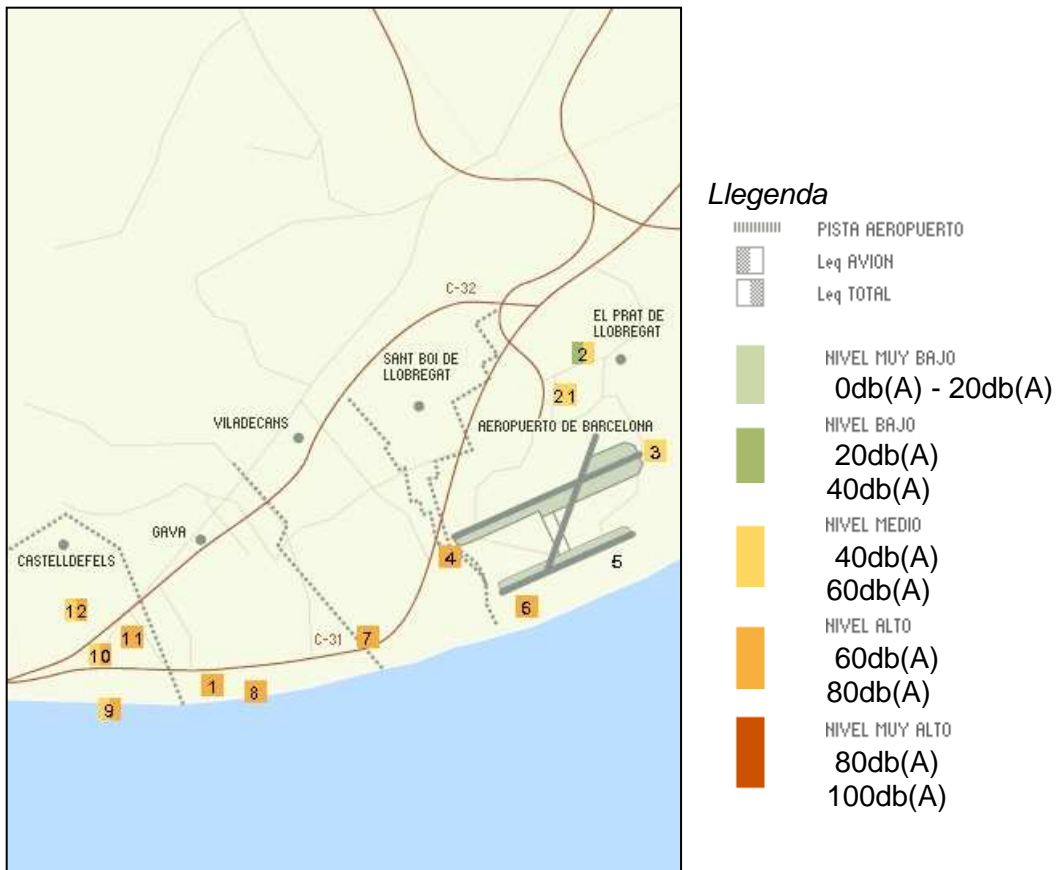 C-32
EL PRAT DE
LLOBREGAT
2
SANT BOI DE
LLOBREGAT
21
VILADECANS
AEROPUERTO DE BARCELONA
3
GAVA
CASTELLDEFELS
4
5
12
6
11
C-31
7
10
1
8
9
Llegenda
PISTA AEROPUERTO
Leq AVION
Leq TOTAL
NIVEL MUY BAJO
0db(A) - 20db(A)
NIVEL BAJO
20db(A)
40db(A)
NIVEL MEDIO
40db(A)
60db(A)
NIVEL ALTO
60db(A)
80db(A)
NIVEL MUY ALTO
80db(A)
100db(A)